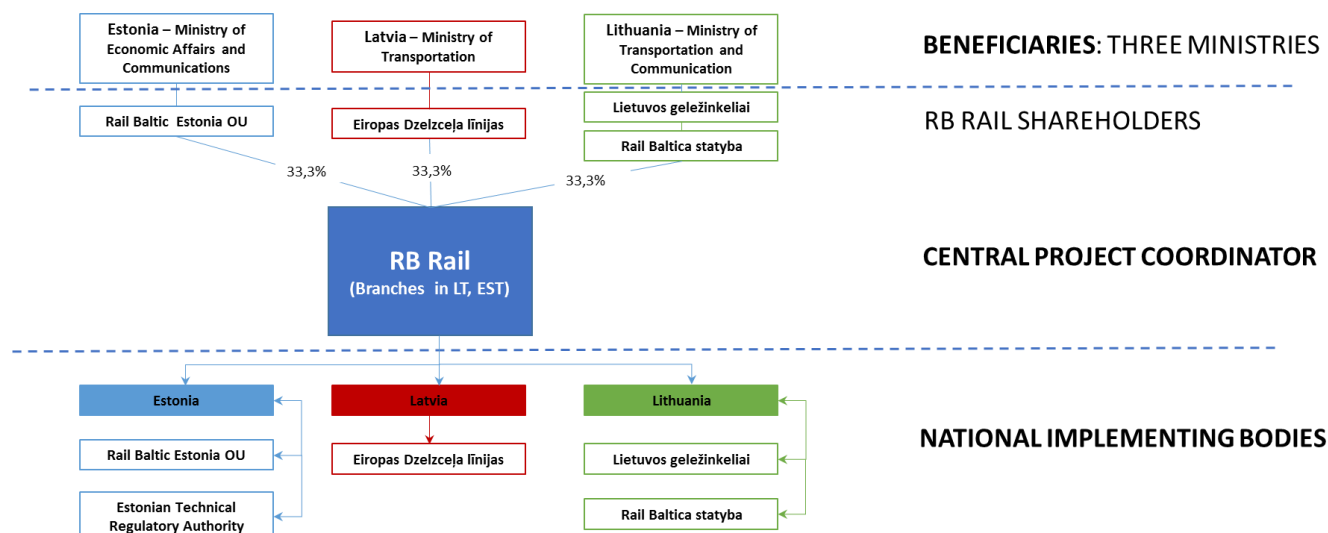 Estonia – Ministry of
Economic Affairs and
Communications
Latvia – Ministry of
Transportation
Lithuania – Ministry of
Transportation and
Communication
BENEFICIARIES: THREE MINISTRIES
Rail Baltic Estonia OU
Eiropas Dzelzceļa līnijas
Lietuvos geležinkeliai
Rail Baltica statyba
RB RAIL SHAREHOLDERS
33,3%
33,3%
33,3%
RB Rail
(Branches in LT, EST)
CENTRAL PROJECT COORDINATOR
Estonia
Latvia
Lithuania
Rail Baltic Estonia OU
Eiropas Dzelzceļa līnijas
Lietuvos geležinkeliai
NATIONAL IMPLEMENTING BODIES
Estonian Technical
Regulatory Authority
Rail Baltica statyba